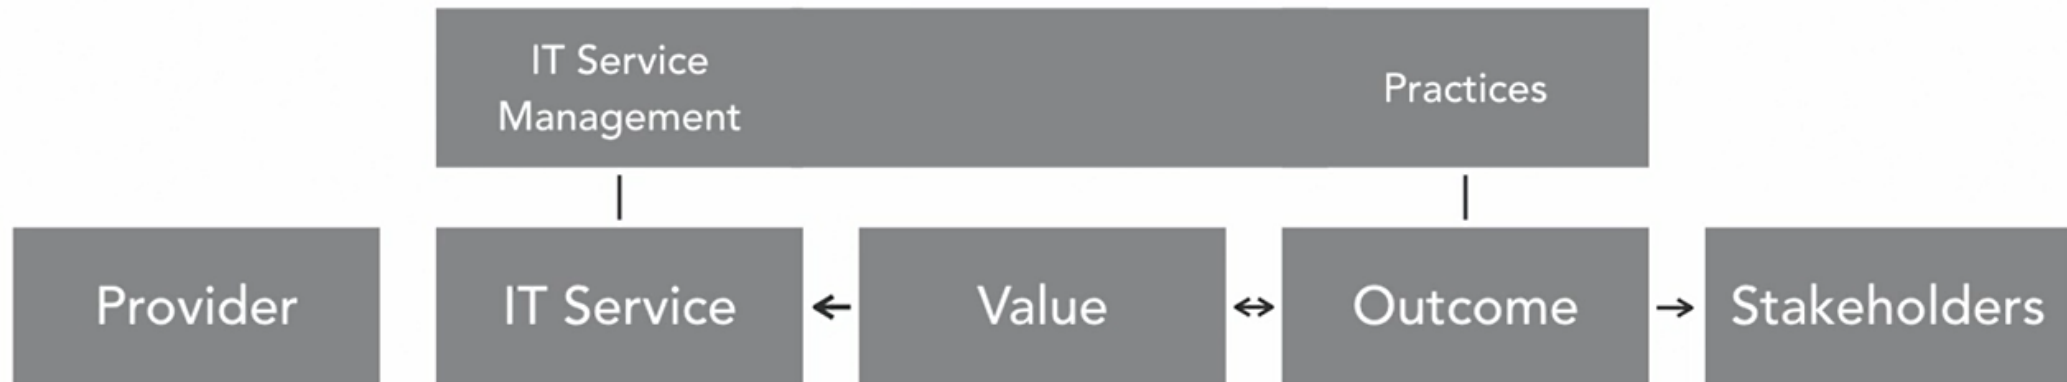 IT Service
Management
Practices
Provider
IT Service
Value
Outcome
Stakeholders